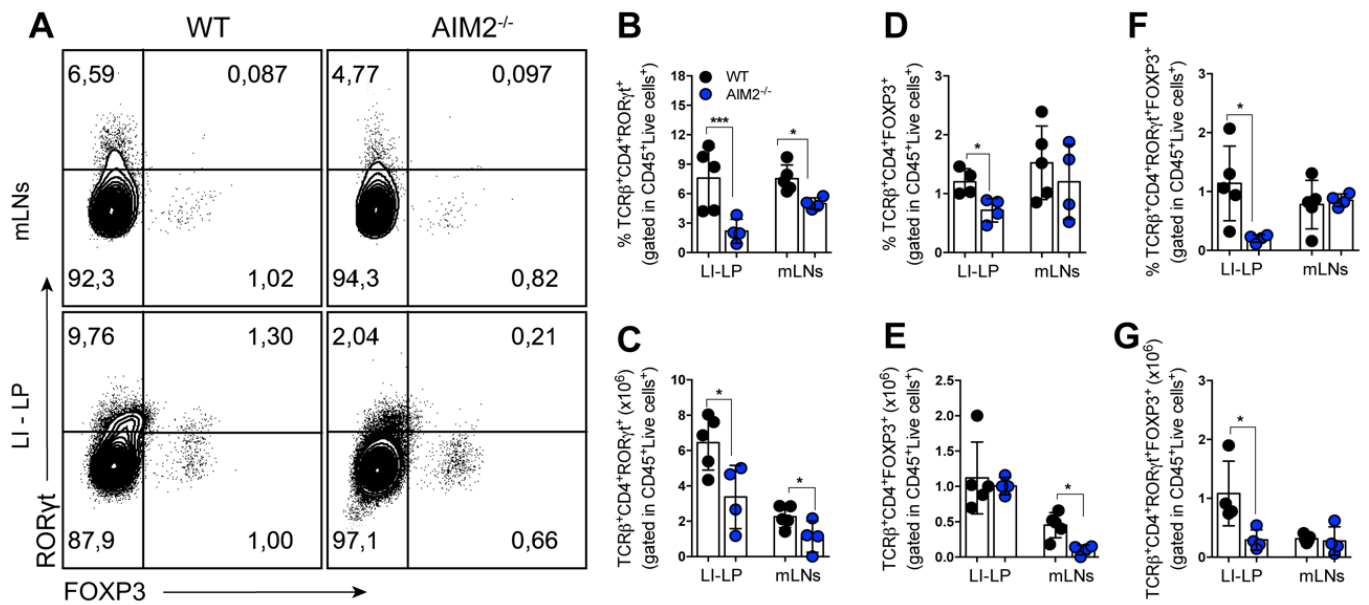 A
WT
AIM2-/-
6,59
0,087
4,77
0,097
92,3
1,02
94,3
0,82
mLNs
9,76
1,30
2,04
0,21
87,9
1,00
97,1
0,66
LI - LP
RORγt
FOXP3
B
% TCRβ+CD4+RORγt+
(gated in CD45+Live cells+)
18
15
12
9
6
3
0
WT
AIM2-/-
***
*
LI-LP
mLNs
C
TCRβ+CD4+RORγt+ (x10⁶)
(gated in CD45+Live cells+)
10
8
6
4
2
0
*
*
LI-LP
mLNs
D
% TCRβ+CD4+FOXP3+
(gated in CD45+Live cells+)
3
2
1
0
*
LI-LP
mLNs
E
TCRβ+CD4+FOXP3+ (x10⁶)
(gated in CD45+Live cells+)
2.5
2.0
1.5
1.0
0.5
0.0
*
LI-LP
mLNs
F
% TCRβ+CD4+RORγt+FOXP3+
(gated in CD45+Live cells+)
3
2
1
0
*
LI-LP
mLNs
G
TCRβ+CD4+RORγt+FOXP3+ (x10⁶)
(gated in CD45+Live cells+)
3
2
1
0
*
LI-LP
mLNs